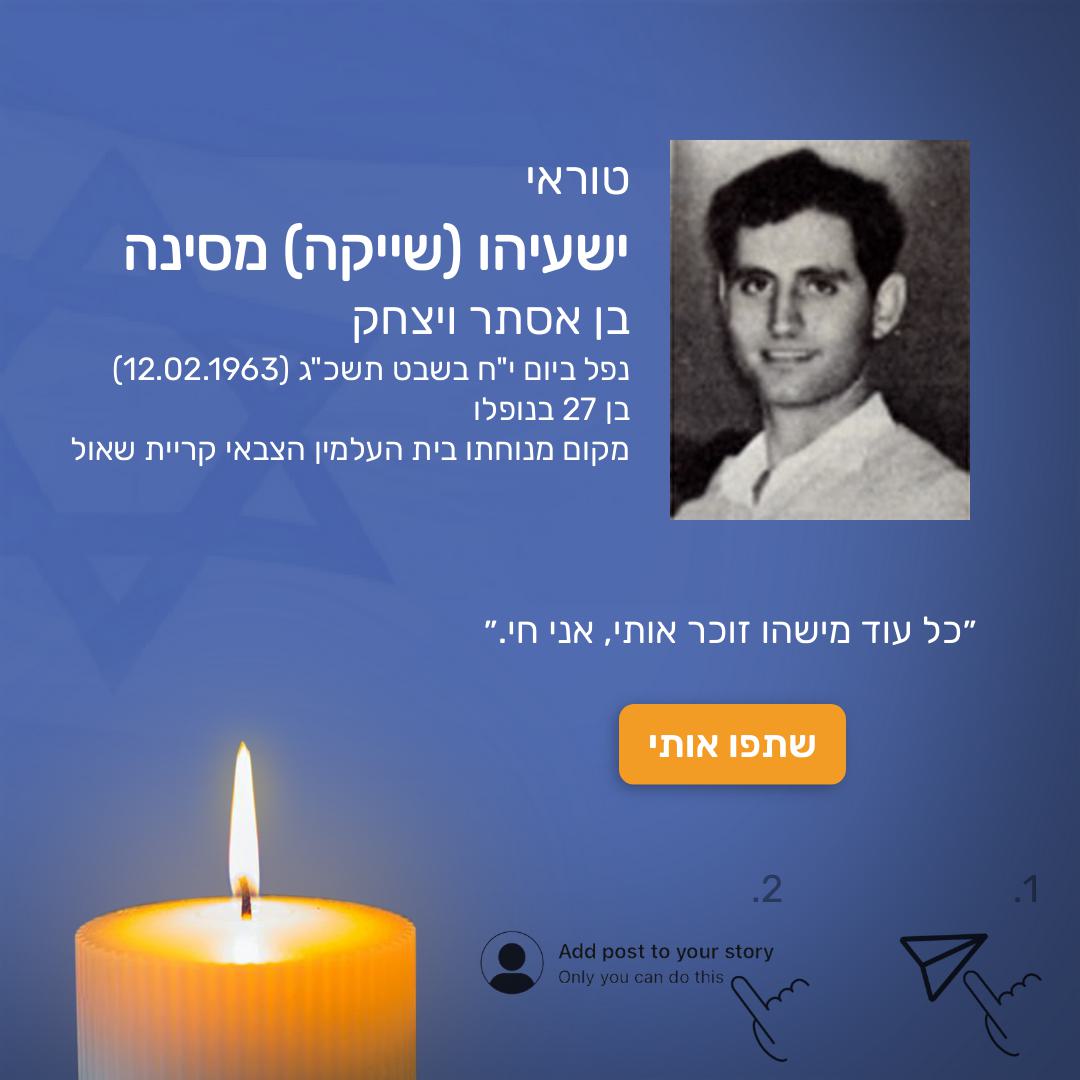 טוראי
ישעיהו (שייקה) מסינה
בן אסתר ויצחק
נפל ביום י"ח בשבט תשכ"ג (12.02.1963)
בן 27 בנופלו
מקום מנוחתו בית העלמין הצבאי קריית שאול
״כל עוד מישהו זוכר אותי, אני חי.״
שתפו אותי
1.
2.
Add post to your story
Only you can do this